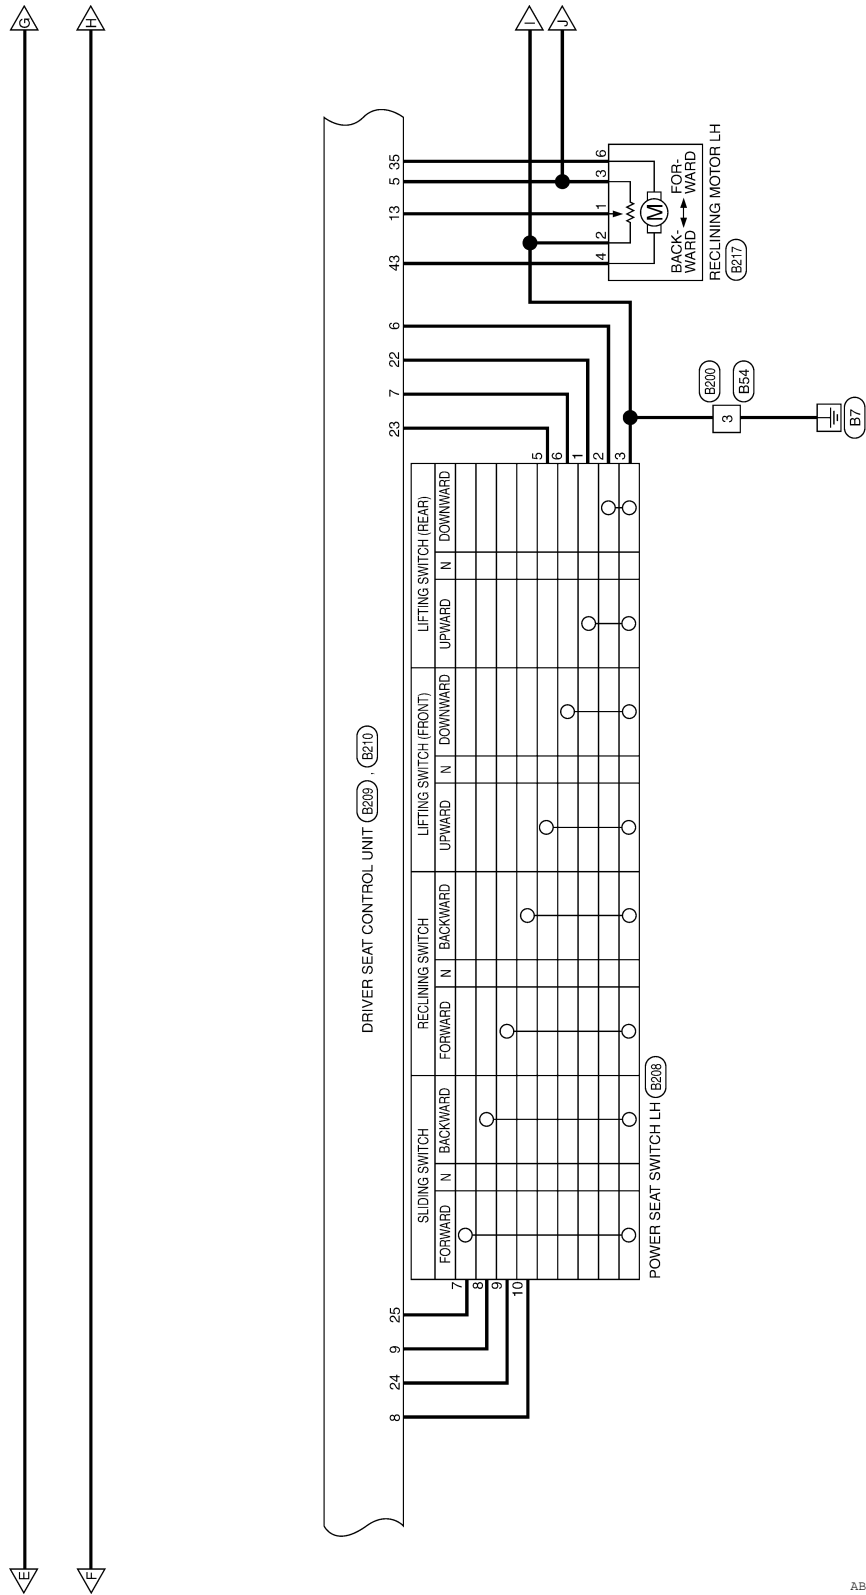 G
H
I
J
35
5
13
43
6
22
7
23
6
3
1
2
4
M
BACK-
WARD
FOR-
WARD
RECLINING MOTOR LH
B217
B200
3
B54
B7
5
6
1
2
3
DRIVER SEAT CONTROL UNIT B209 , B210
SLIDING SWITCH
RECLINING SWITCH
LIFTING SWITCH (FRONT)
LIFTING SWITCH (REAR)
FORWARD
N
BACKWARD
FORWARD
N
BACKWARD
UPWARD
N
DOWNWARD
UPWARD
N
DOWNWARD
7
8
9
10
POWER SEAT SWITCH LH B208
25
9
24
8
E
F
AB